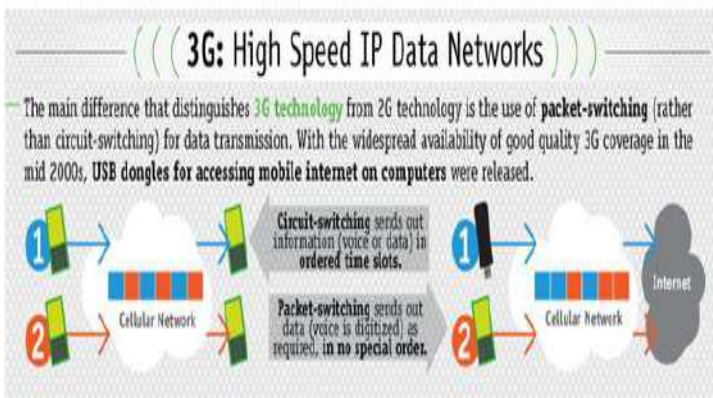 3G: High Speed IP Data Networks
The main difference that distinguishes 3G technology from 2G technology is the use of packet-switching (rather
than circuit-switching) for data transmission. With the widespread availability of good quality 3G coverage in the
mid 2000s, USB dongles for accessing mobile internet on computers were released.
1
Cellular Network
2
Circuit-switching sends out
information (voice or data) in
ordered time slots.
Packet-switching sends out
data (voice is digitized) as
required, in no special order.
1
Cellular Network
2
Internet